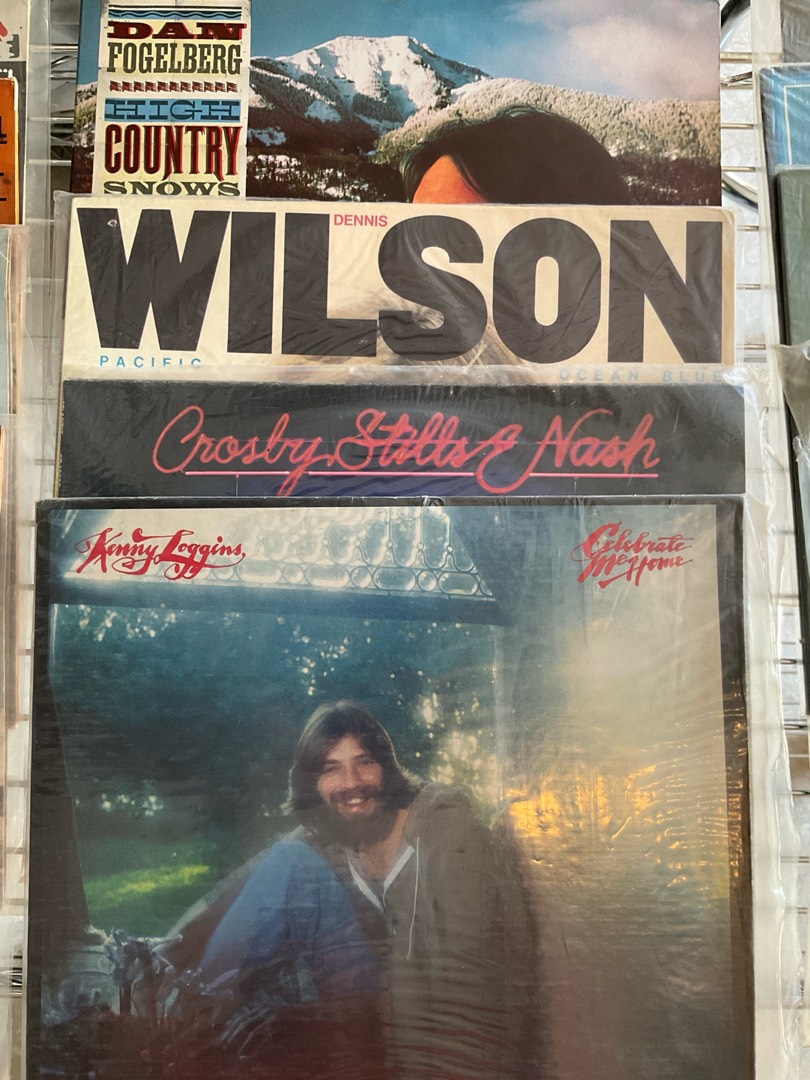 DAN
FOGELBERG
HIGH
COUNTRY
SNOWS
DENNIS
WILSON
PACIFIC
OCEAN BLUE
Crosby, Stills & Nash
Kenny Loggins,
Celebrate
Me Home